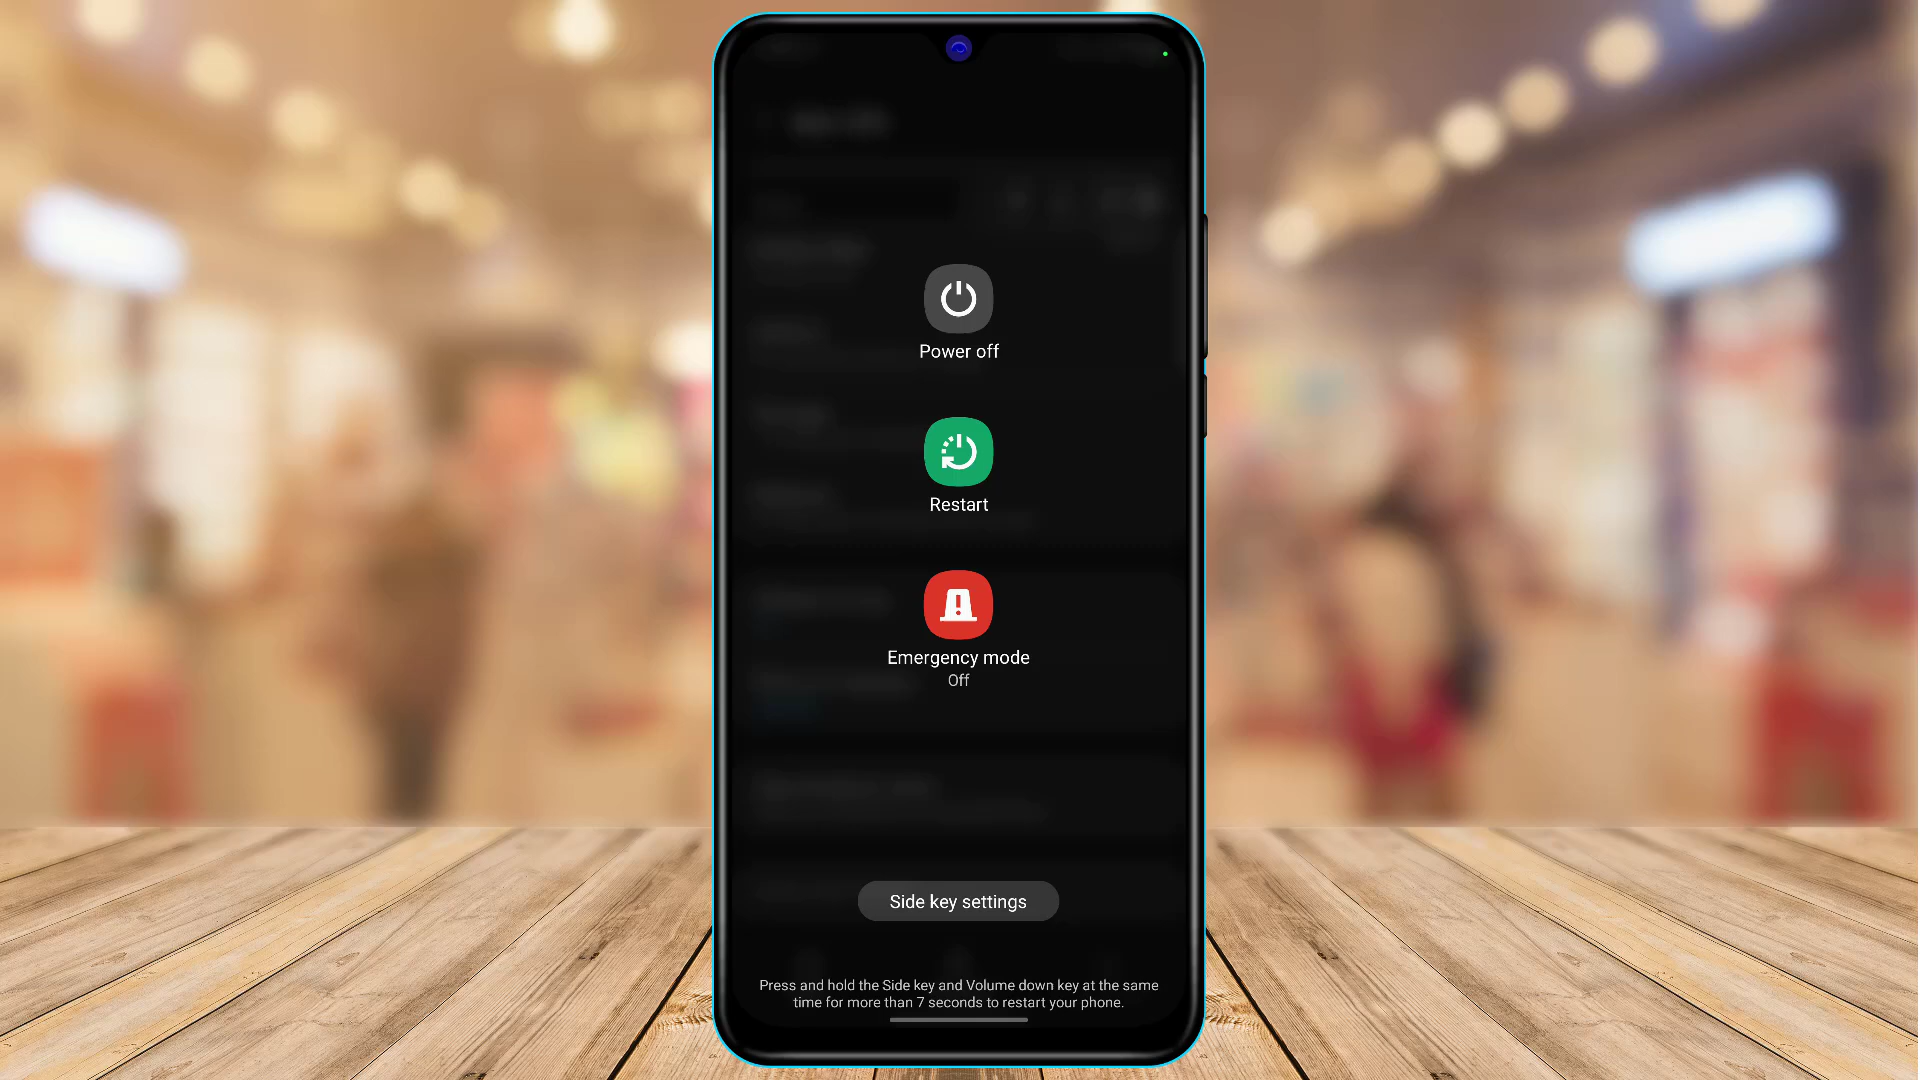 Power off
Restart
Emergency mode
Off
Side key settings
Press and hold the Side key and Volume down key at the same
time for more than 7 seconds to restart your phone.